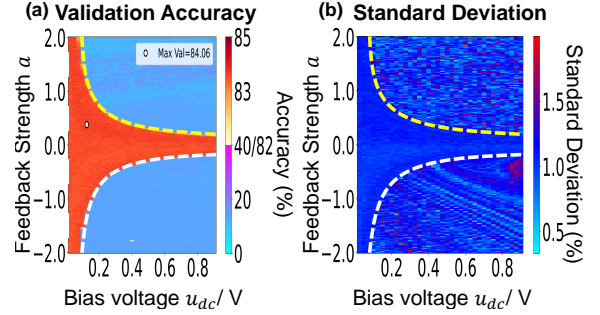 (a) Validation Accuracy
Feedback Strength a
2.0
1.0
0.0
−1.0
−2.0
Max Val=84.06
0.2 0.4 0.6 0.8
Bias voltage u_dc/ V
85
83
40/82
20
0
Accuracy (%)
(b) Standard Deviation
Feedback Strength a
2.0
1.0
0.0
−1.0
−2.0
0.2 0.4 0.6 0.8
Bias voltage u_dc/ V
1.5
1.0
0.5
Standard Deviation
(%)